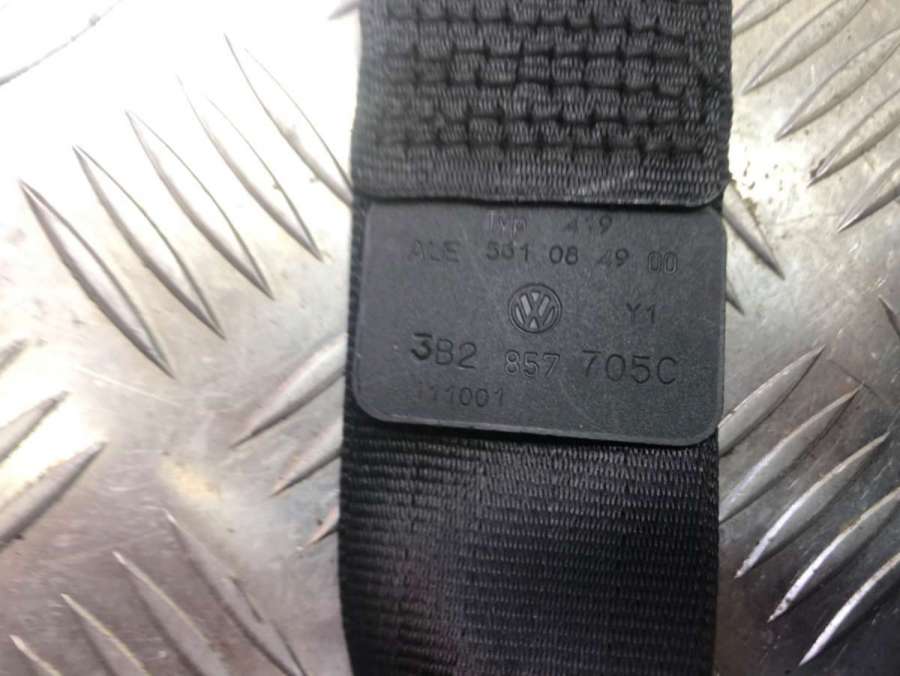 Typ 419
ALE 561 08 49 00
Y1
3B2 857 705C
111001